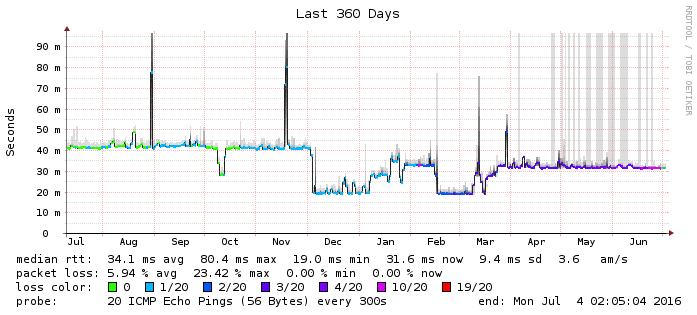 Last 360 Days
RRDTOOL / TOBI OETIKER
Seconds
90 m
80 m
70 m
60 m
50 m
40 m
30 m
20 m
10 m
0
Jul Aug Sep Oct Nov Dec Jan Feb Mar Apr May Jun
median rtt: 34.1 ms avg 80.4 ms max 19.0 ms min 31.6 ms now 9.4 ms sd 3.6 am/s
packet loss: 5.94 % avg 23.42 % max 0.00 % min 0.00 % now
loss color: 0 1/20 2/20 3/20 4/20 10/20 19/20
probe: 20 ICMP Echo Pings (56 Bytes) every 300s end: Mon Jul 4 02:05:04 2016